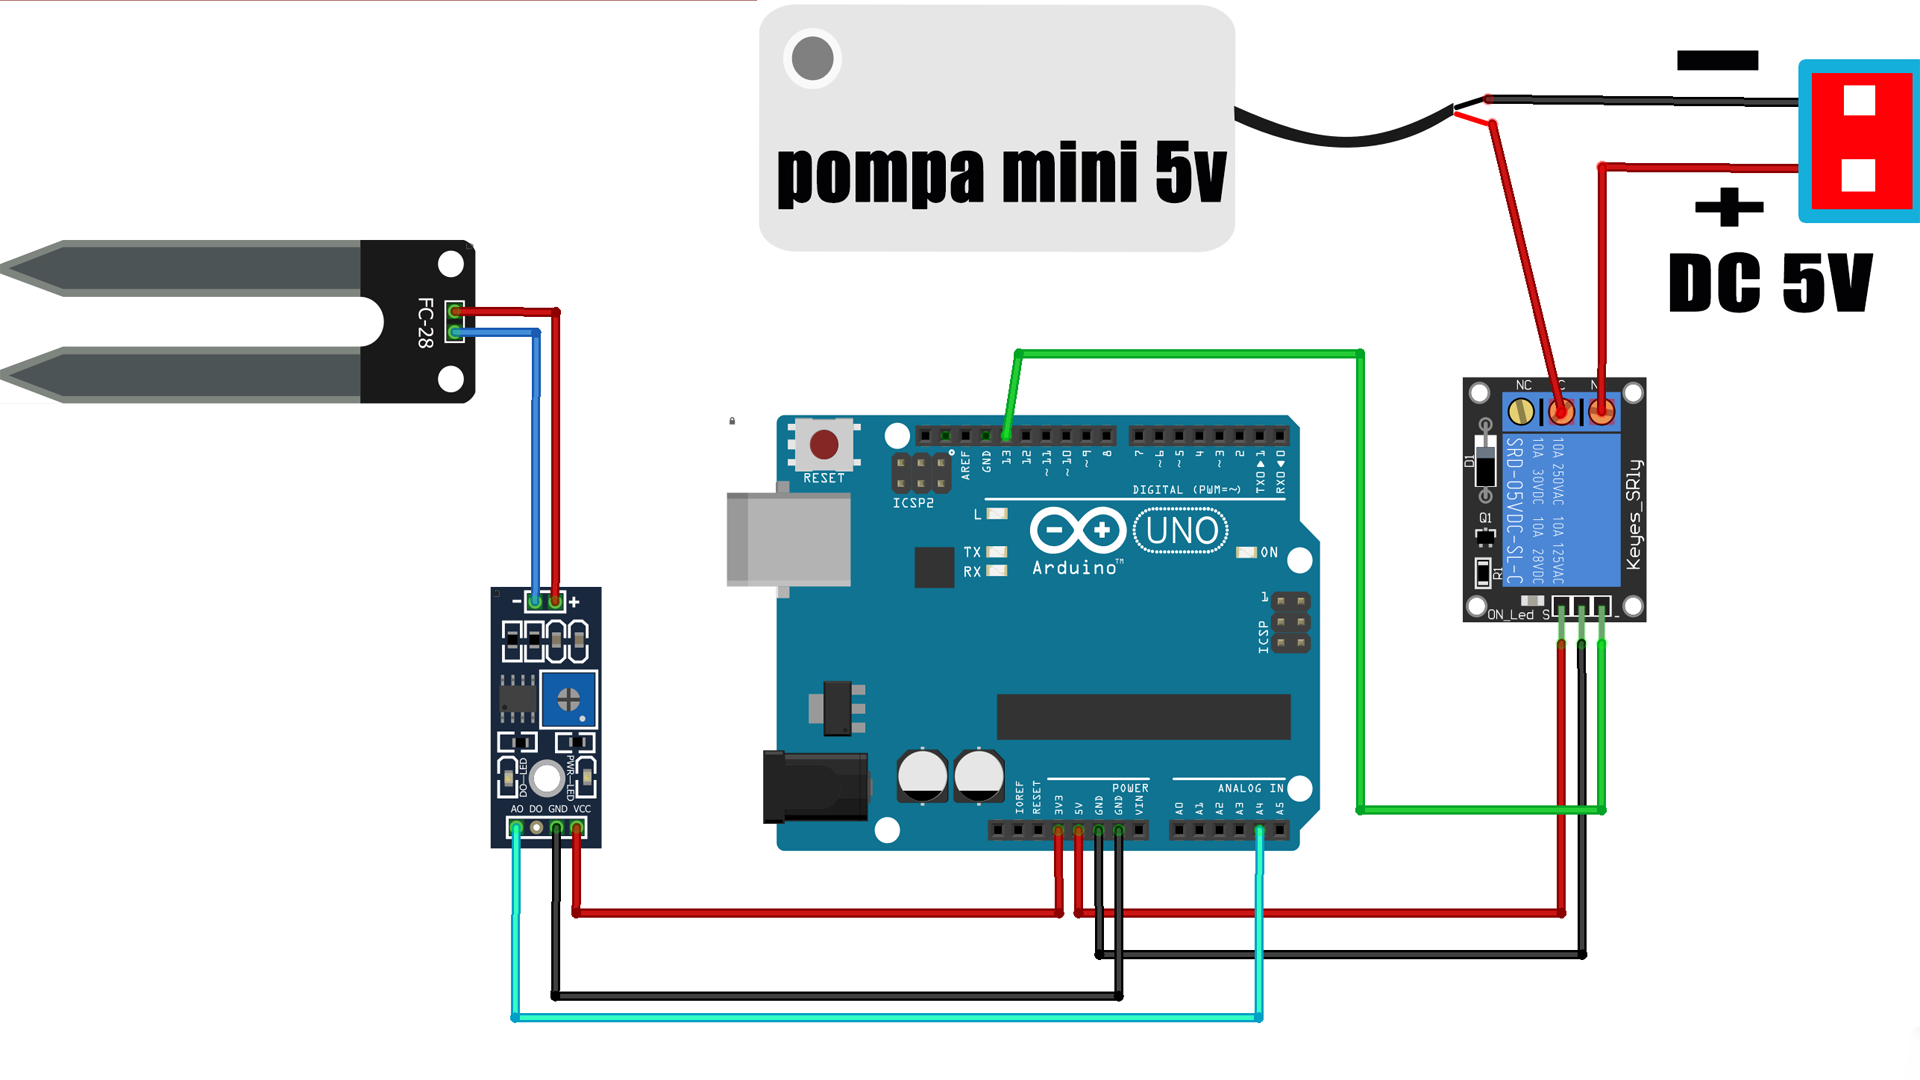 pompa mini 5v
DC 5V
FC-28
RESET
ICSP2
AREF
GND
13
12
~11
~10
~9
8
7
~6
~5
4
~3
2
TX0▶1
RX0◀0
DIGITAL (PWM=~)
L
TX
RX
UNO
Arduino™
ON
1
ICSP
IOREF
RESET
3V3
5V
GND
GND
VIN
POWER
ANALOG IN
A0
A1
A2
A3
A4
A5
- +
DO-LED
PWR-LED
AO DO GND VCC
NC C N
D1
Q1
R1
SRD-05VDC-SL-C
10A 30VDC 10A 28VDC
10A 250VAC 10A 125VAC
Keyes_SRly
ON_Led S -